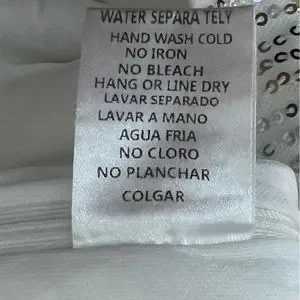 WATER SEPARA TELY
HAND WASH COLD
NO IRON
NO BLEACH
HANG OR LINE DRY
LAVAR SEPARADO
LAVAR A MANO
AGUA FRIA
NO CLORO
NO PLANCHAR
COLGAR